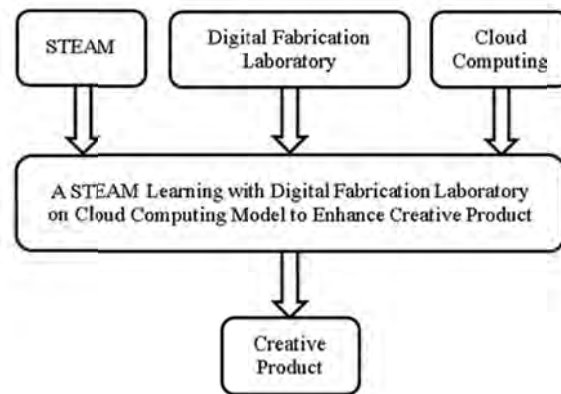 STEAM
Digital Fabrication
Laboratory
Cloud
Computing
A STEAM Learning with Digital Fabrication Laboratory
on Cloud Computing Model to Enhance Creative Product
Creative
Product